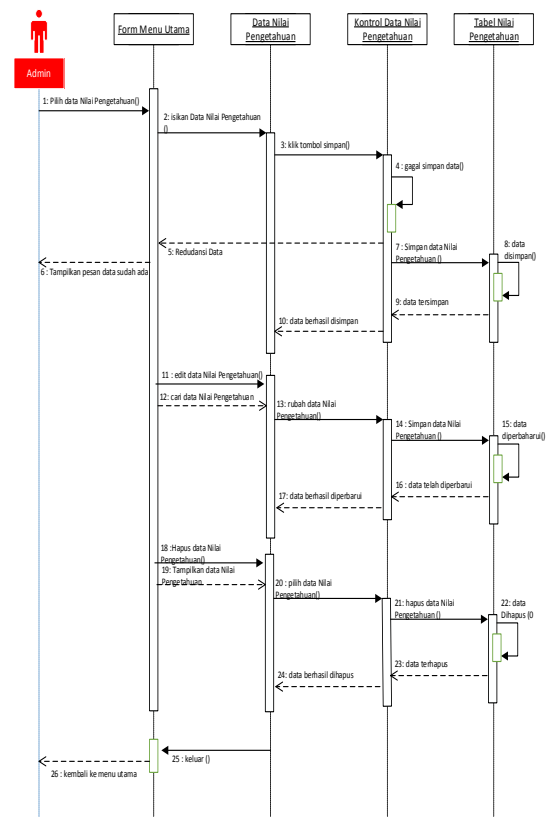 Form Menu Utama
Data Nilai
Pengetahuan
Kontrol Data Nilai
Pengetahuan
Tabel Nilai
Pengetahuan
Admin
1: Pilih data Nilai Pengetahuan()
2: isikan Data Nilai Pengetahuan
()
3: klik tombol simpan()
4 : gagal simpan data()
5: Redudansi Data
6 : Tampilkan pesan data sudah ada
7 : Simpan data Nilai
Pengetahuan ()
8: data
disimpan()
9: data tersimpan
10: data berhasil disimpan
11 : edit data Nilai Pengetahuan()
12: cari data Nilai Pengetahuan
13: rubah data Nilai
Pengetahuan()
14 : Simpan data Nilai
Pengetahuan ()
15: data
diperbaharui()
16 : data telah diperbarui
17: data berhasil diperbarui
18 :Hapus data Nilai
Pengetahuan()
19: Tampilkan data Nilai
Pengetahuan
20 : pilih data Nilai
Pengetahuan()
21: hapus data Nilai
Pengetahuan ()
22: data
Dihapus (0
23: data terhapus
24: data berhasil dihapus
25 : keluar ()
26 : kembali ke menu utama